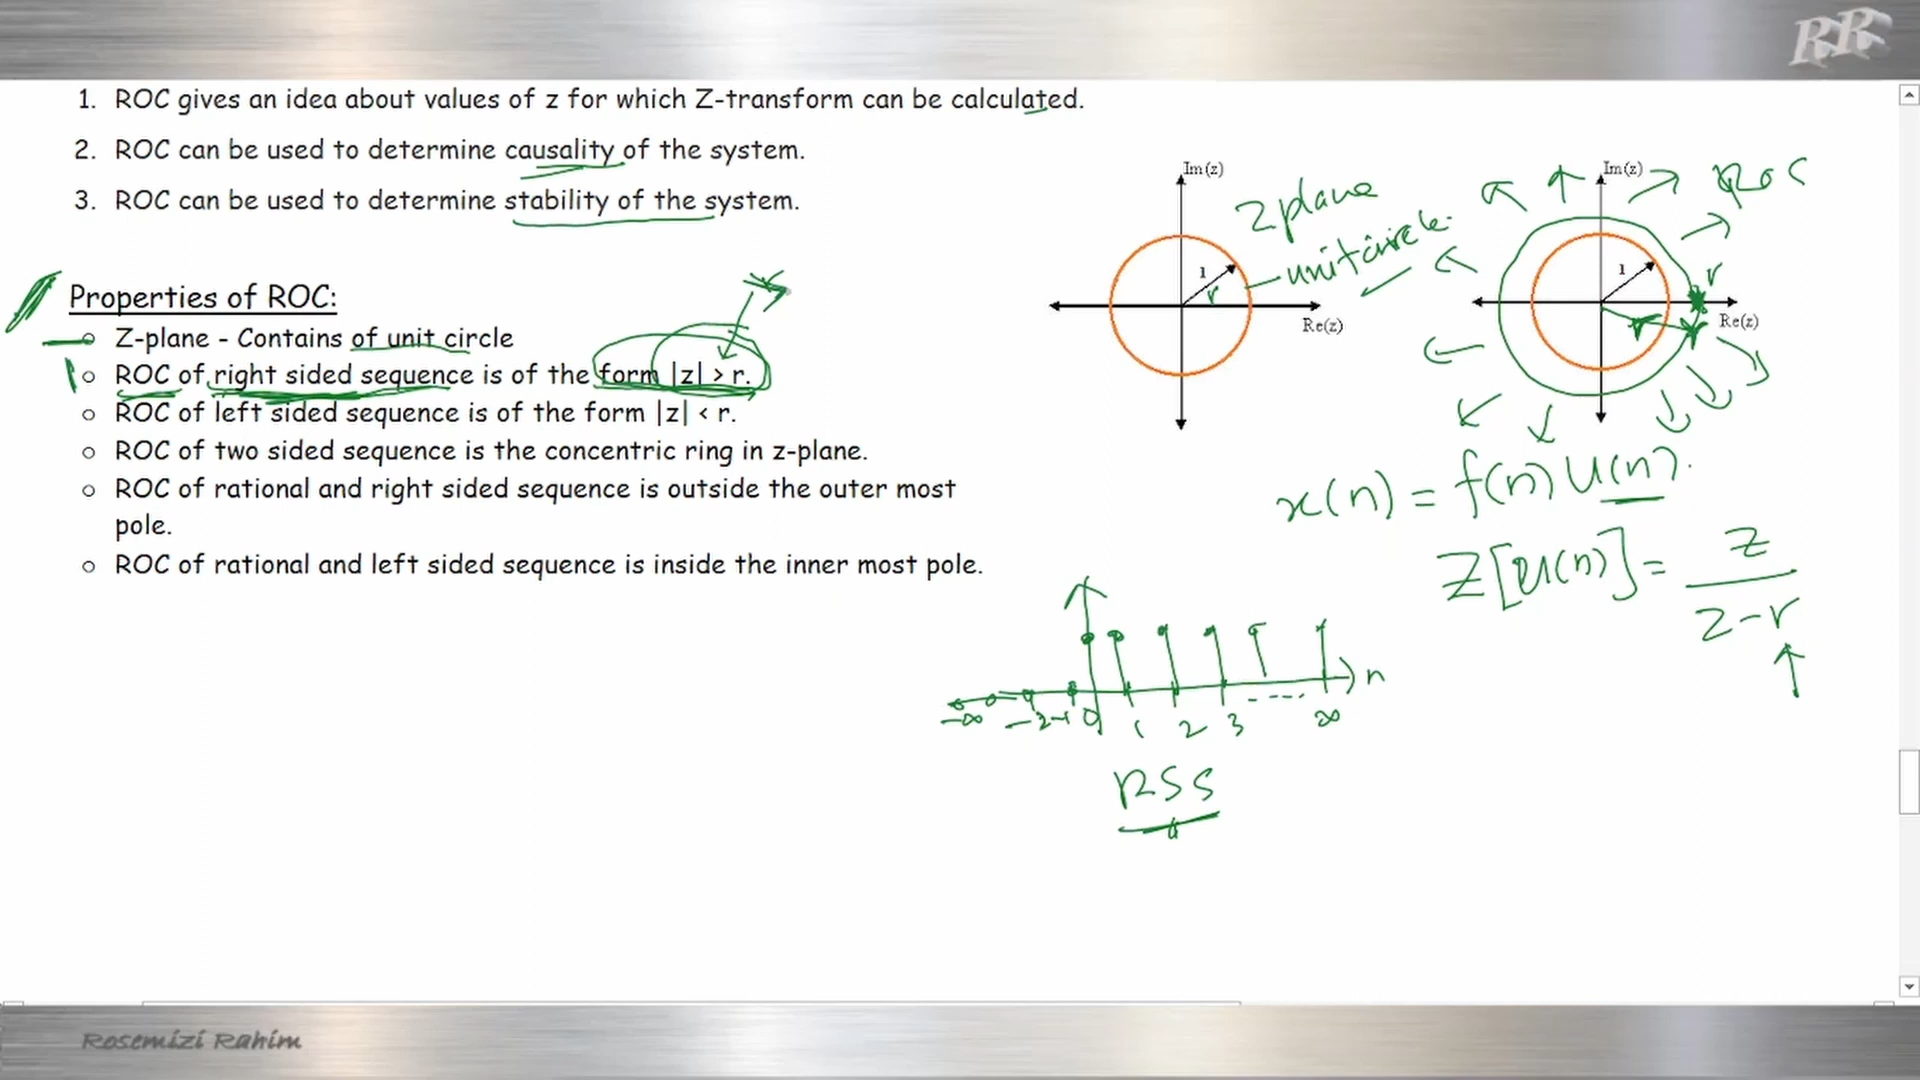 RR
1. ROC gives an idea about values of z for which Z-transform can be calculated.
2. ROC can be used to determine causality of the system.
3. ROC can be used to determine stability of the system.
Properties of ROC:
o Z-plane - Contains of unit circle
o ROC of right sided sequence is of the form |z| > r.
o ROC of left sided sequence is of the form |z| < r.
o ROC of two sided sequence is the concentric ring in z-plane.
o ROC of rational and right sided sequence is outside the outer most
pole.
o ROC of rational and left sided sequence is inside the inner most pole.
Im(z)
Z plane
unit circle.
1
r
Re(z)
Im(z)
ROC
1
r
r
Re(z)
x(n) = f(n) U(n).
Z[U(n)] = z
z-r
n
-∞ -2 -1 0 1 2 3 ---- ∞
RSS
Rosemizi Rahim